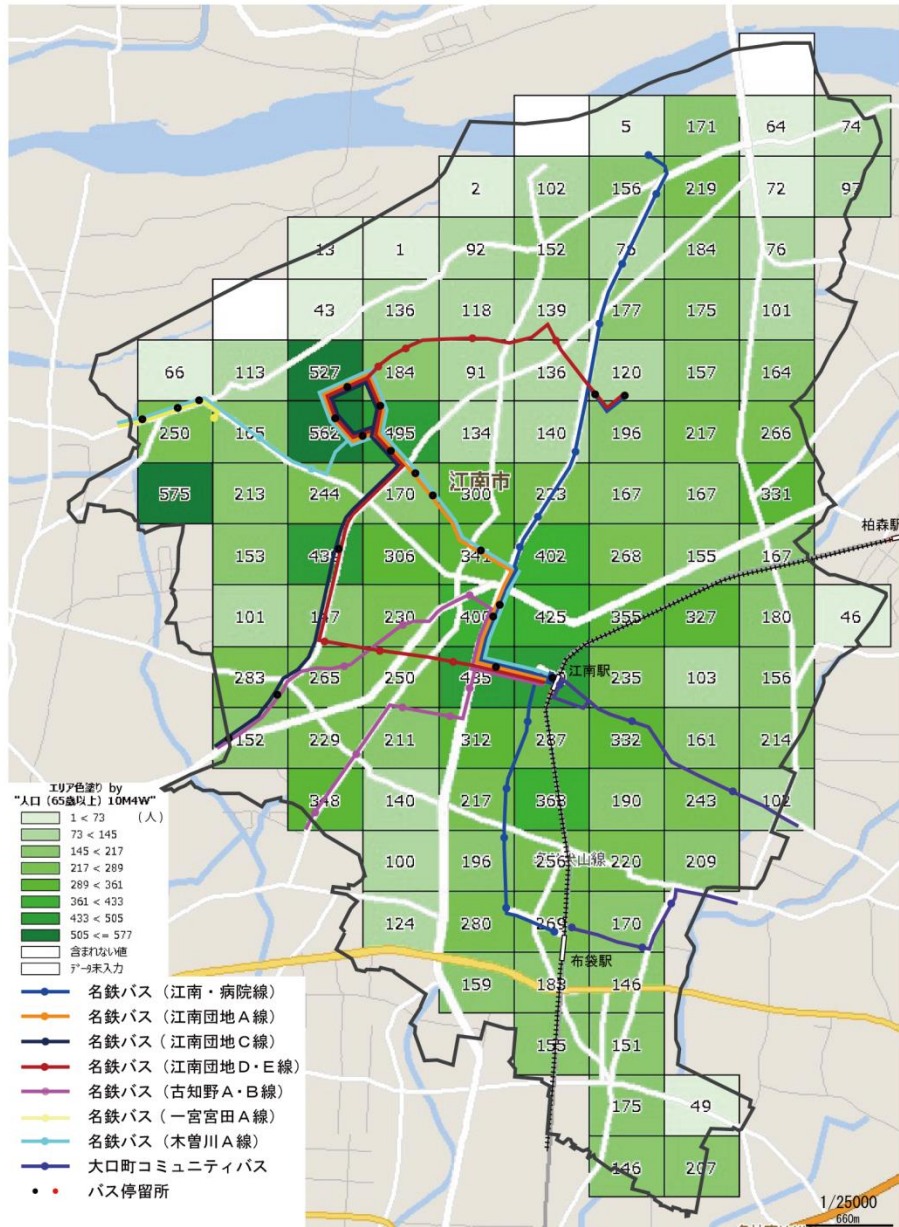 5 171 64 74
2 102 156 219 72 97
13 1 92 152 184 76
43 136 118 139 177 175 101
66 113 527 184 91 136 120 157 164
250 165 562 495 134 140 196 217 266
江南市
575 213 244 170 300 223 167 167 331
柏森駅
153 306 341 402 268 155 167
101 147 230 400 425 355 327 180 46
江南駅
283 265 250 435 235 103 156
152 229 211 312 287 332 161 214
348 140 217 368 190 243 102
犬山線
100 196 256 220 209
124 280 269 170
布袋駅
159 183 146
155 151
175 49
146 207
エリア色塗り by
"人口(65歳以上)10M4W"
1 < 73 (人)
73 < 145
145 < 217
217 < 289
289 < 361
361 < 433
433 < 505
505 <= 577
含まれない値
データ未入力
名鉄バス(江南・病院線)
名鉄バス(江南団地A線)
名鉄バス(江南団地C線)
名鉄バス(江南団地D・E線)
名鉄バス(古知野A・B線)
名鉄バス(一宮宮田A線)
名鉄バス(木曽川A線)
大口町コミュニティバス
バス停留所
1/25000
660m